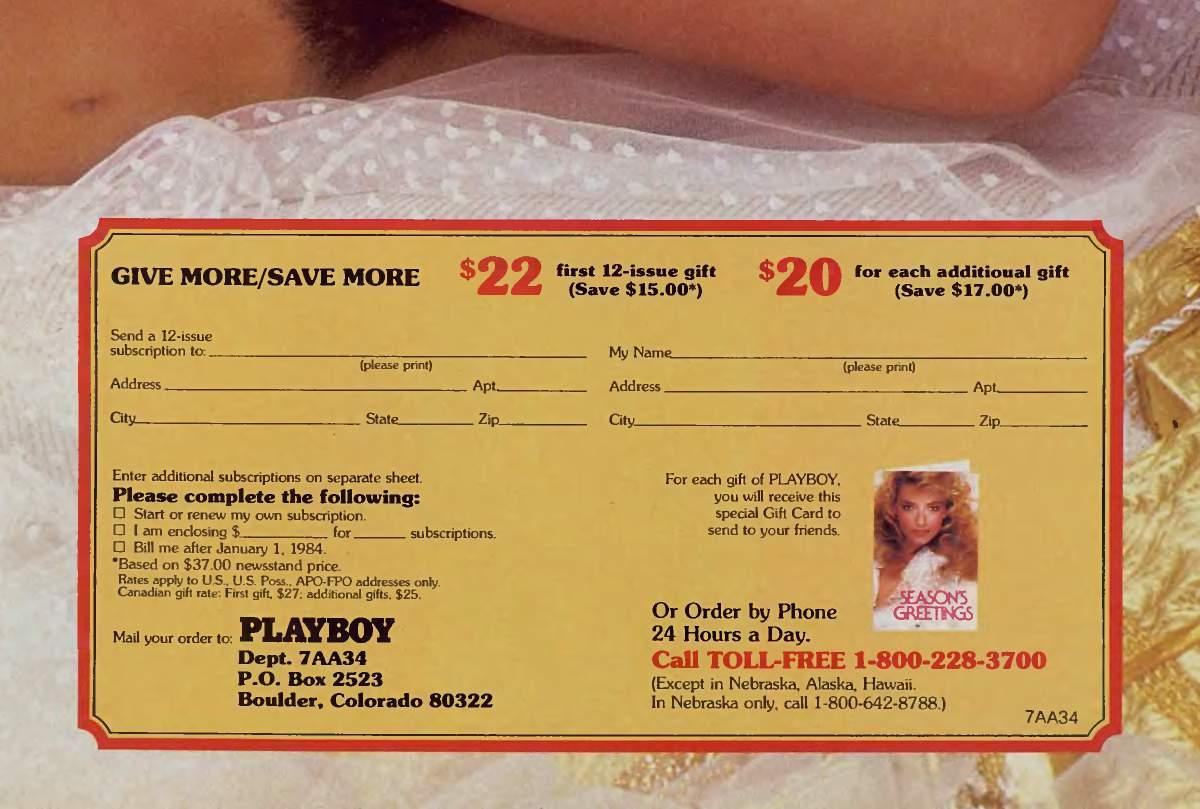 GIVE MORE/SAVE MORE
$22 first 12-issue gift
(Save $15.00*)
$20 for each additioual gift
(Save $17.00*)
Send a 12-issue
subscription to:
(please print)
Address Apt.
City State Zip
My Name
(please print)
Address Apt.
City State Zip
Enter additional subscriptions on separate sheet.
Please complete the following:
☐ Start or renew my own subscription.
☐ I am enclosing $ for subscriptions.
☐ Bill me after January 1, 1984.
*Based on $37.00 newsstand price.
Rates apply to U.S., U.S. Poss., APO-FPO addresses only.
Canadian gift rate: First gift, $27; additional gifts, $25.
Mail your order to: PLAYBOY
Dept. 7AA34
P.O. Box 2523
Boulder, Colorado 80322
For each gift of PLAYBOY,
you will receive this
special Gift Card to
send to your friends.
SEASON'S
GREETINGS
Or Order by Phone
24 Hours a Day.
Call TOLL-FREE 1-800-228-3700
(Except in Nebraska, Alaska, Hawaii.
In Nebraska only, call 1-800-642-8788.)
7AA34